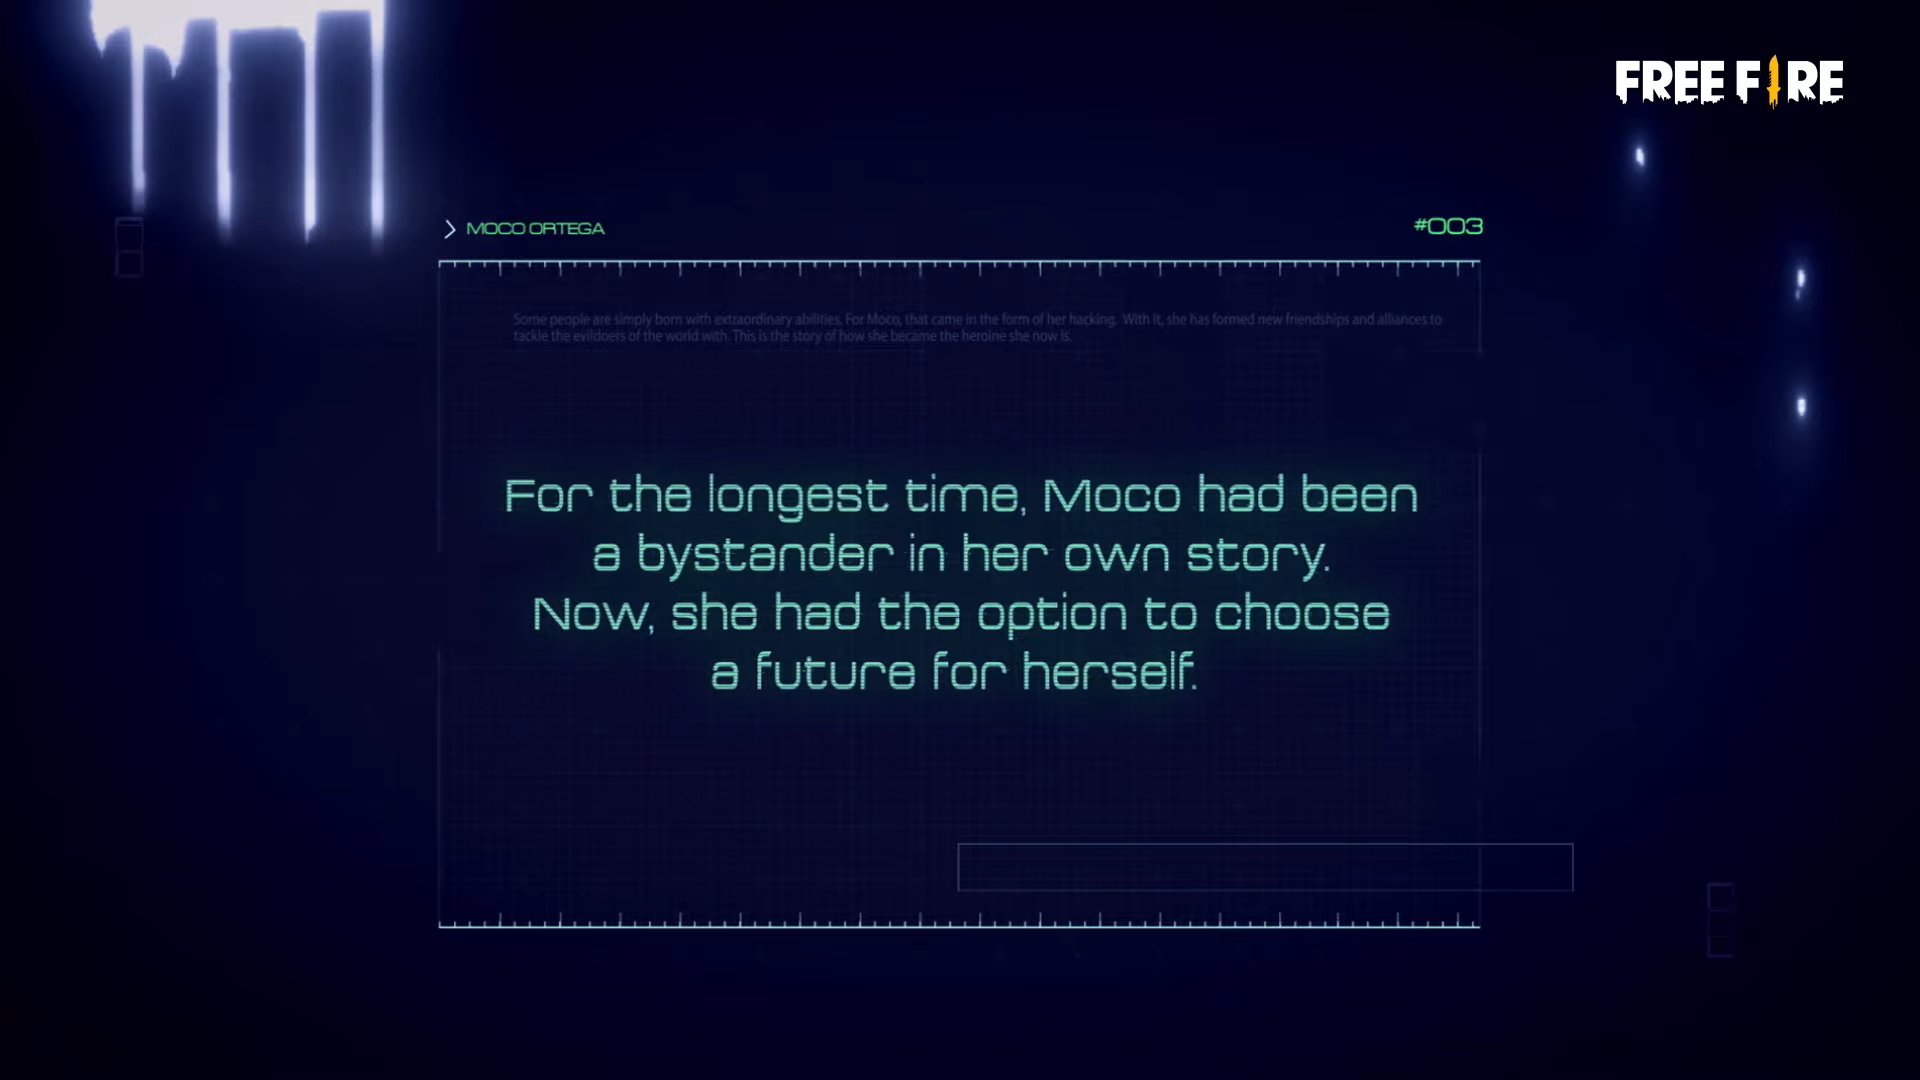 FREE FIRE
MOCO ORTEGA
#003
Some people are simply born with extraordinary abilities. For Moco, that came in the form of her hacking. With it, she has formed new friendships and alliances to
tackle the evildoers of the world with. This is the story of how she became the heroine she now is.
For the longest time, Moco had been
a bystander in her own story.
Now, she had the option to choose
a future for herself.